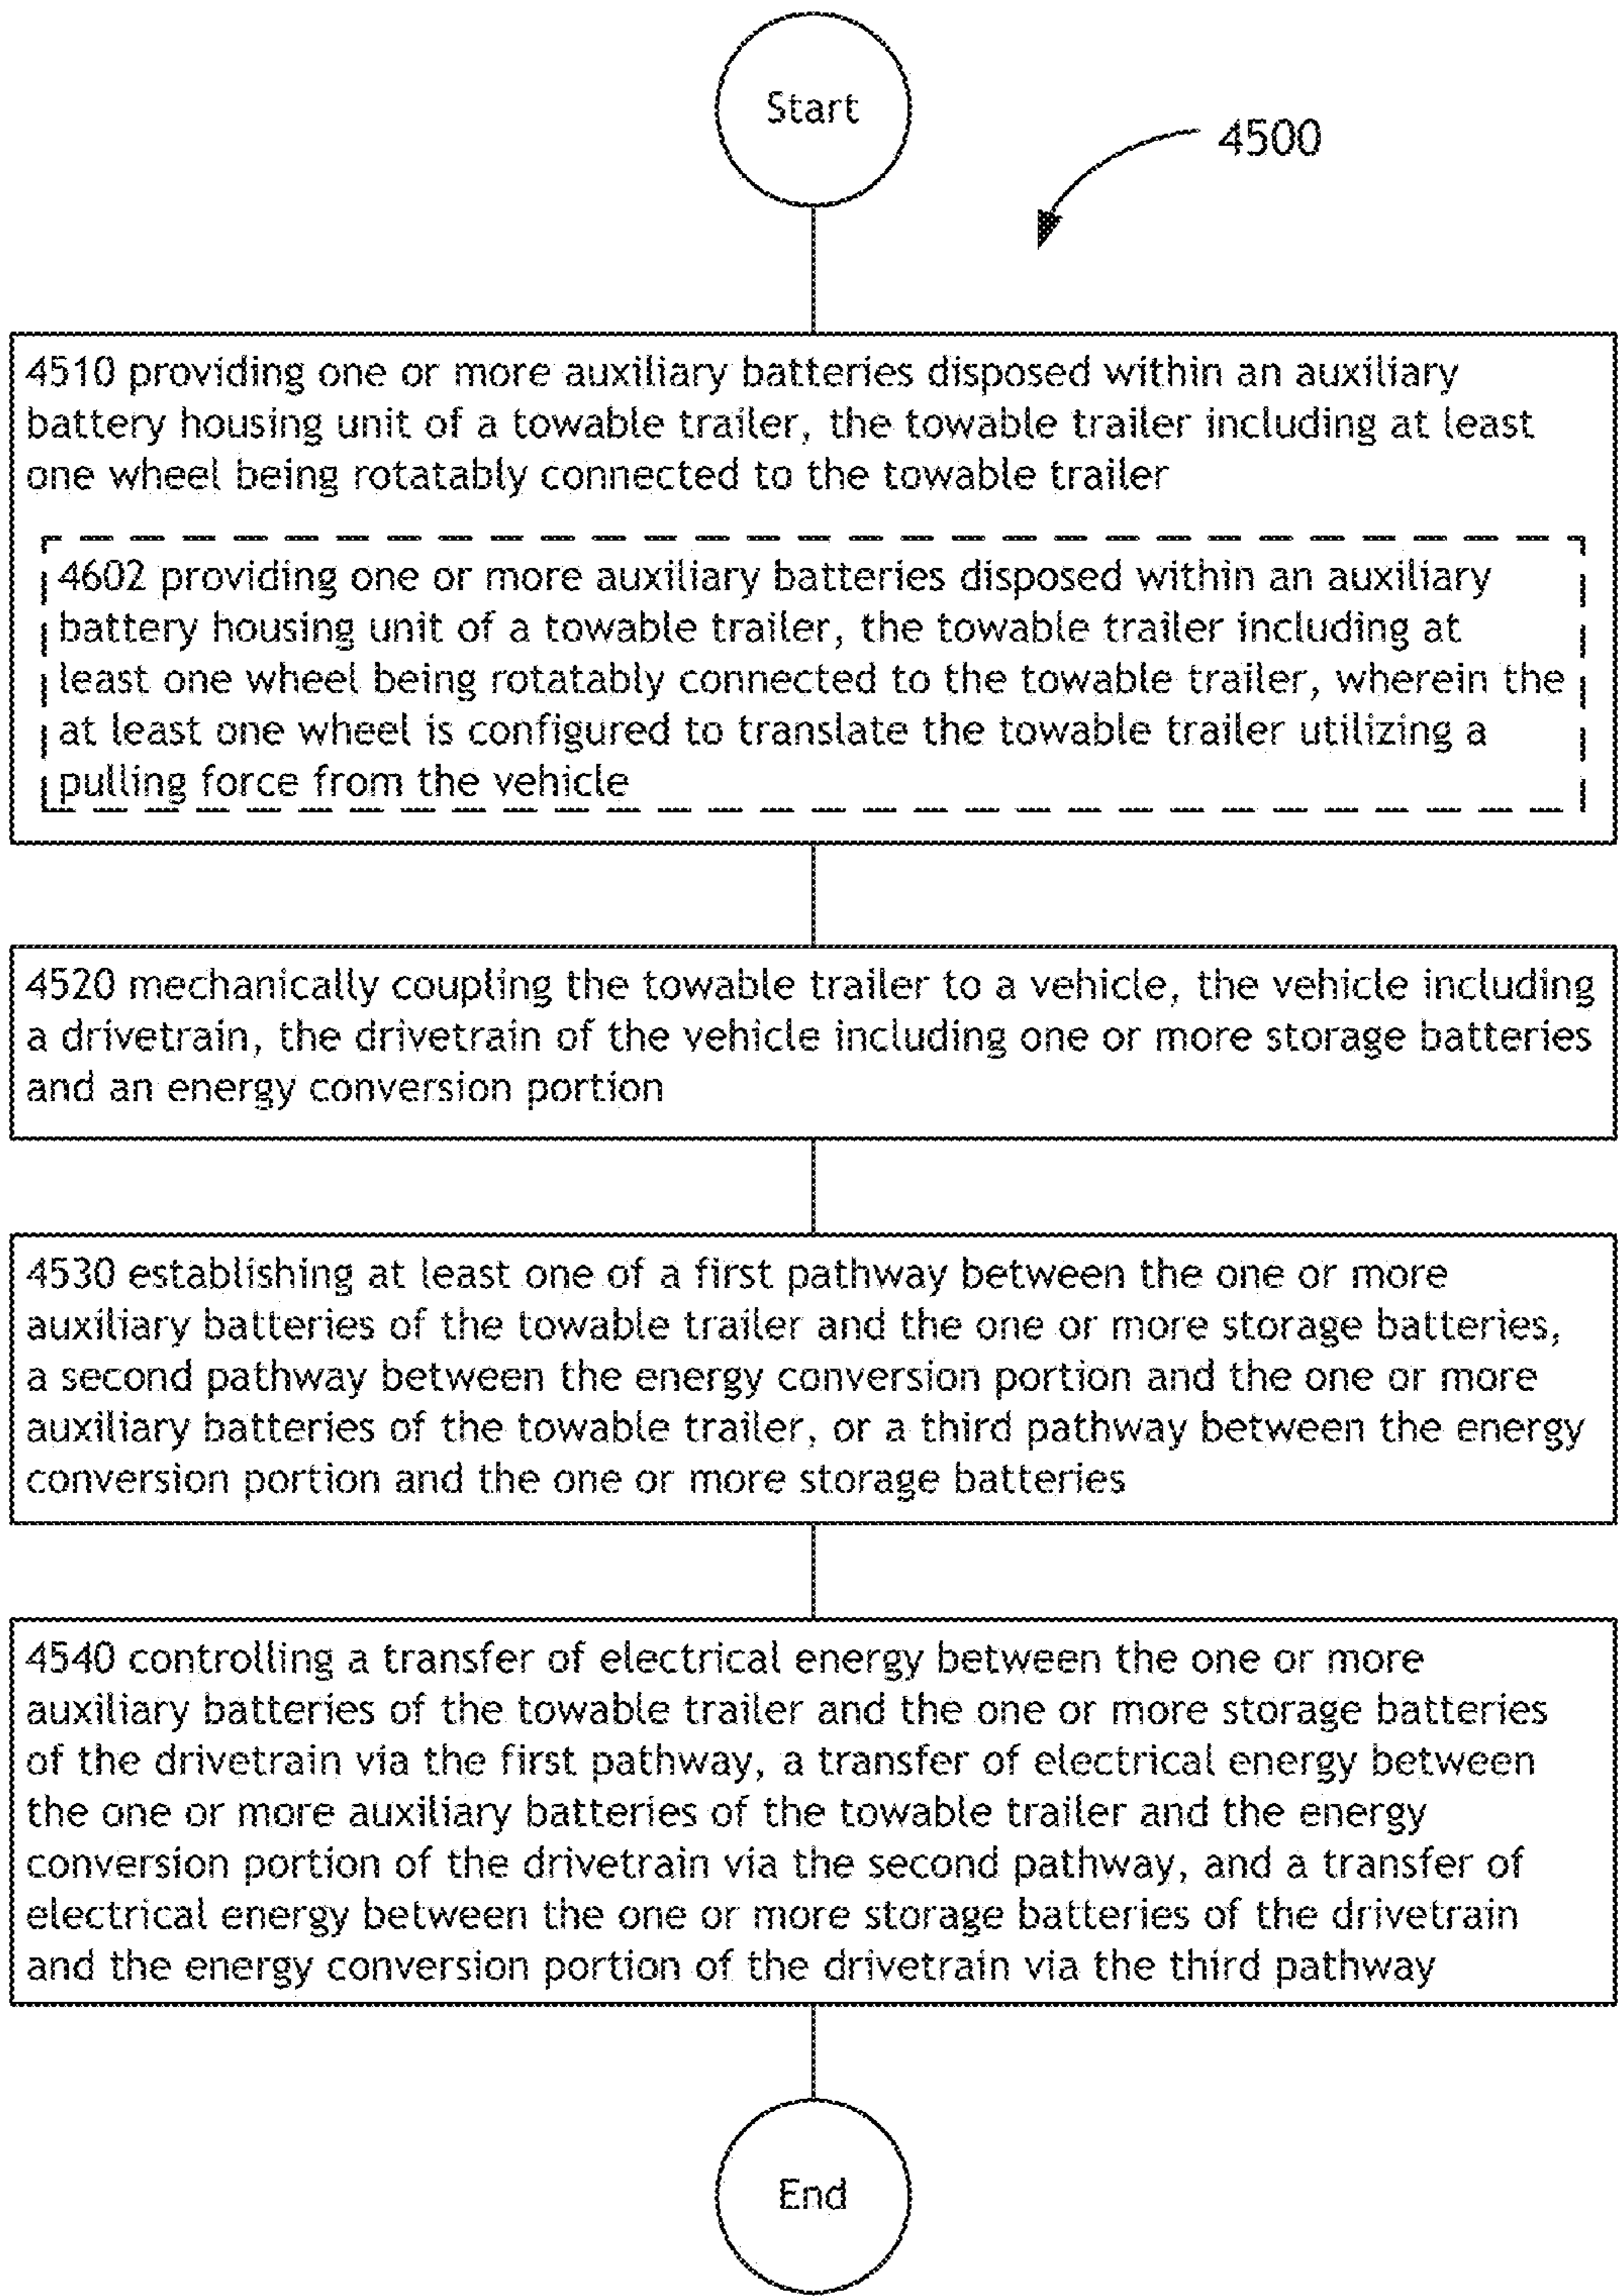 Start
4500
4510 providing one or more auxiliary batteries disposed within an auxiliary
battery housing unit of a towable trailer, the towable trailer including at least
one wheel being rotatably connected to the towable trailer
4602 providing one or more auxiliary batteries disposed within an auxiliary
battery housing unit of a towable trailer, the towable trailer including at
least one wheel being rotatably connected to the towable trailer, wherein the
at least one wheel is configured to translate the towable trailer utilizing a
pulling force from the vehicle
4520 mechanically coupling the towable trailer to a vehicle, the vehicle including
a drivetrain, the drivetrain of the vehicle including one or more storage batteries
and an energy conversion portion
4530 establishing at least one of a first pathway between the one or more
auxiliary batteries of the towable trailer and the one or more storage batteries,
a second pathway between the energy conversion portion and the one or more
auxiliary batteries of the towable trailer, or a third pathway between the energy
conversion portion and the one or more storage batteries
4540 controlling a transfer of electrical energy between the one or more
auxiliary batteries of the towable trailer and the one or more storage batteries
of the drivetrain via the first pathway, a transfer of electrical energy between
the one or more auxiliary batteries of the towable trailer and the energy
conversion portion of the drivetrain via the second pathway, and a transfer of
electrical energy between the one or more storage batteries of the drivetrain
and the energy conversion portion of the drivetrain via the third pathway
End